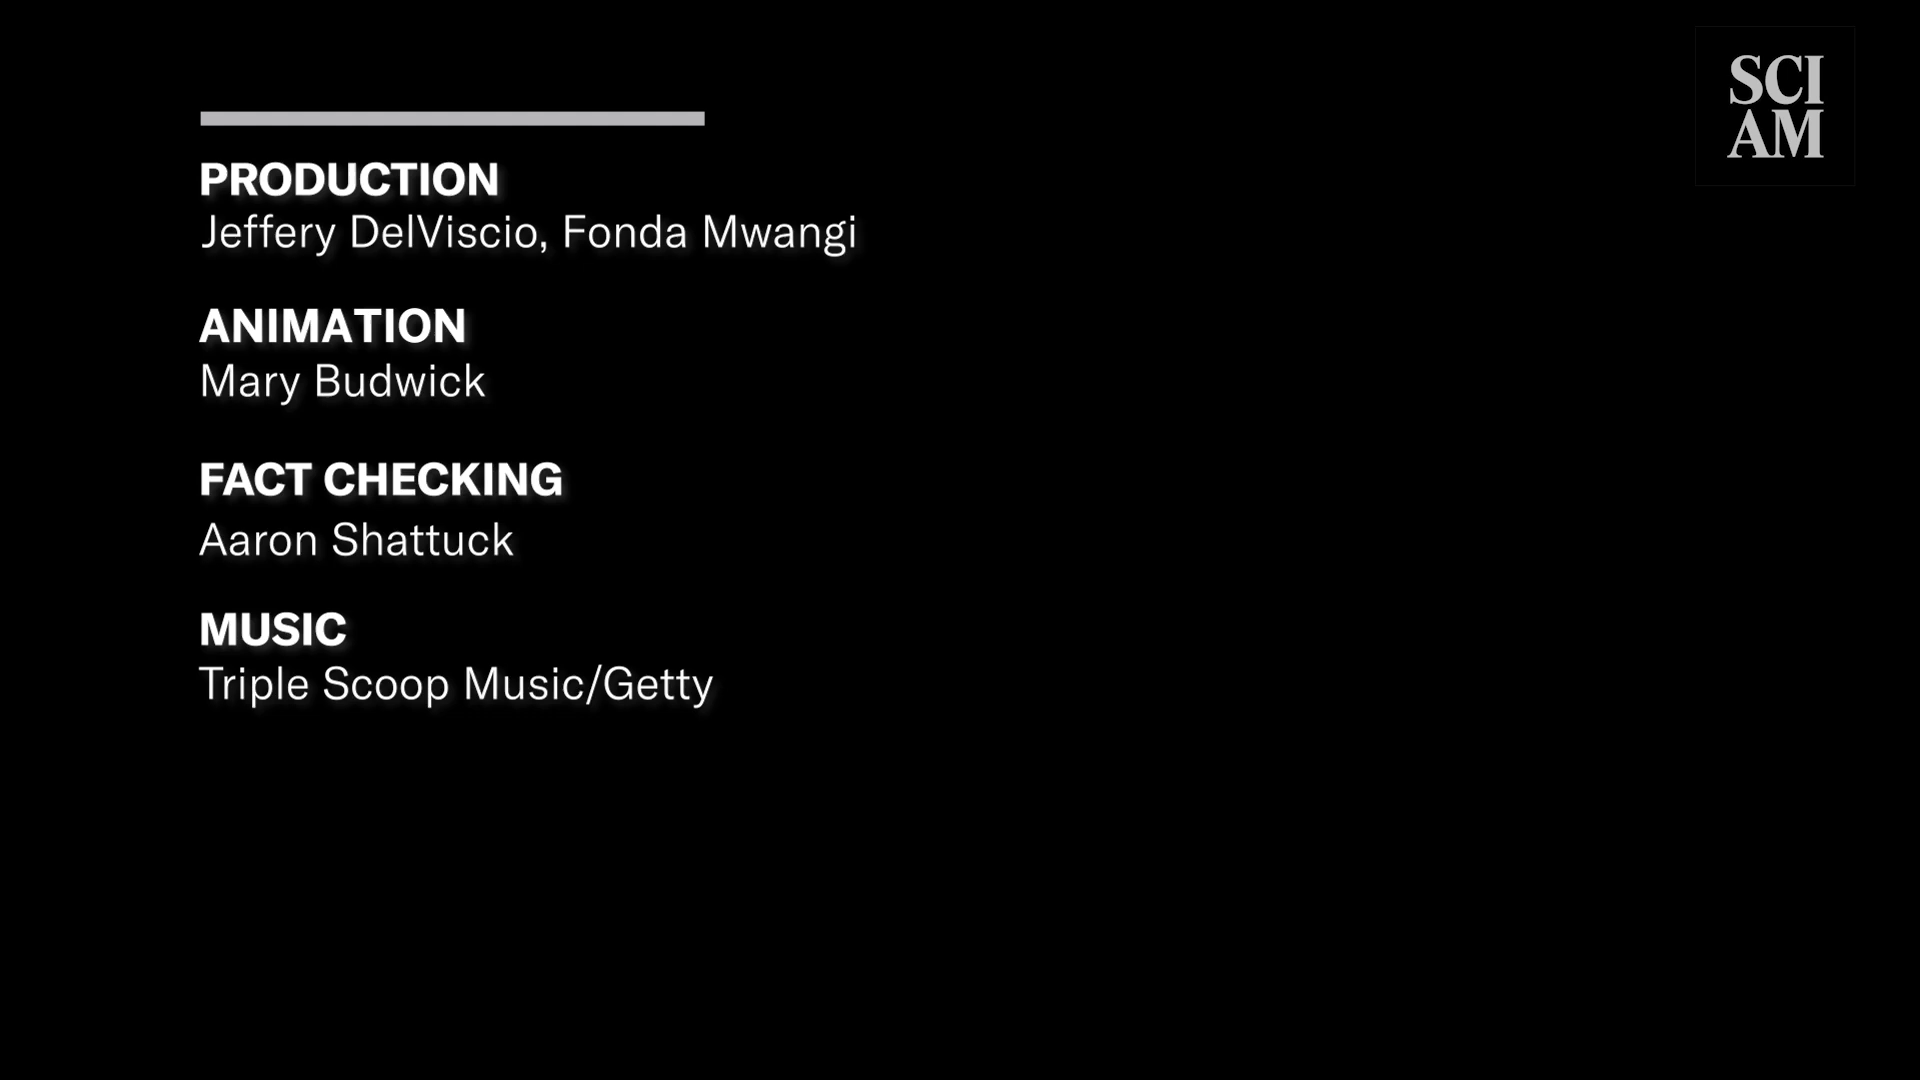 SCI
AM
PRODUCTION
Jeffery DelViscio, Fonda Mwangi
ANIMATION
Mary Budwick
FACT CHECKING
Aaron Shattuck
MUSIC
Triple Scoop Music/Getty